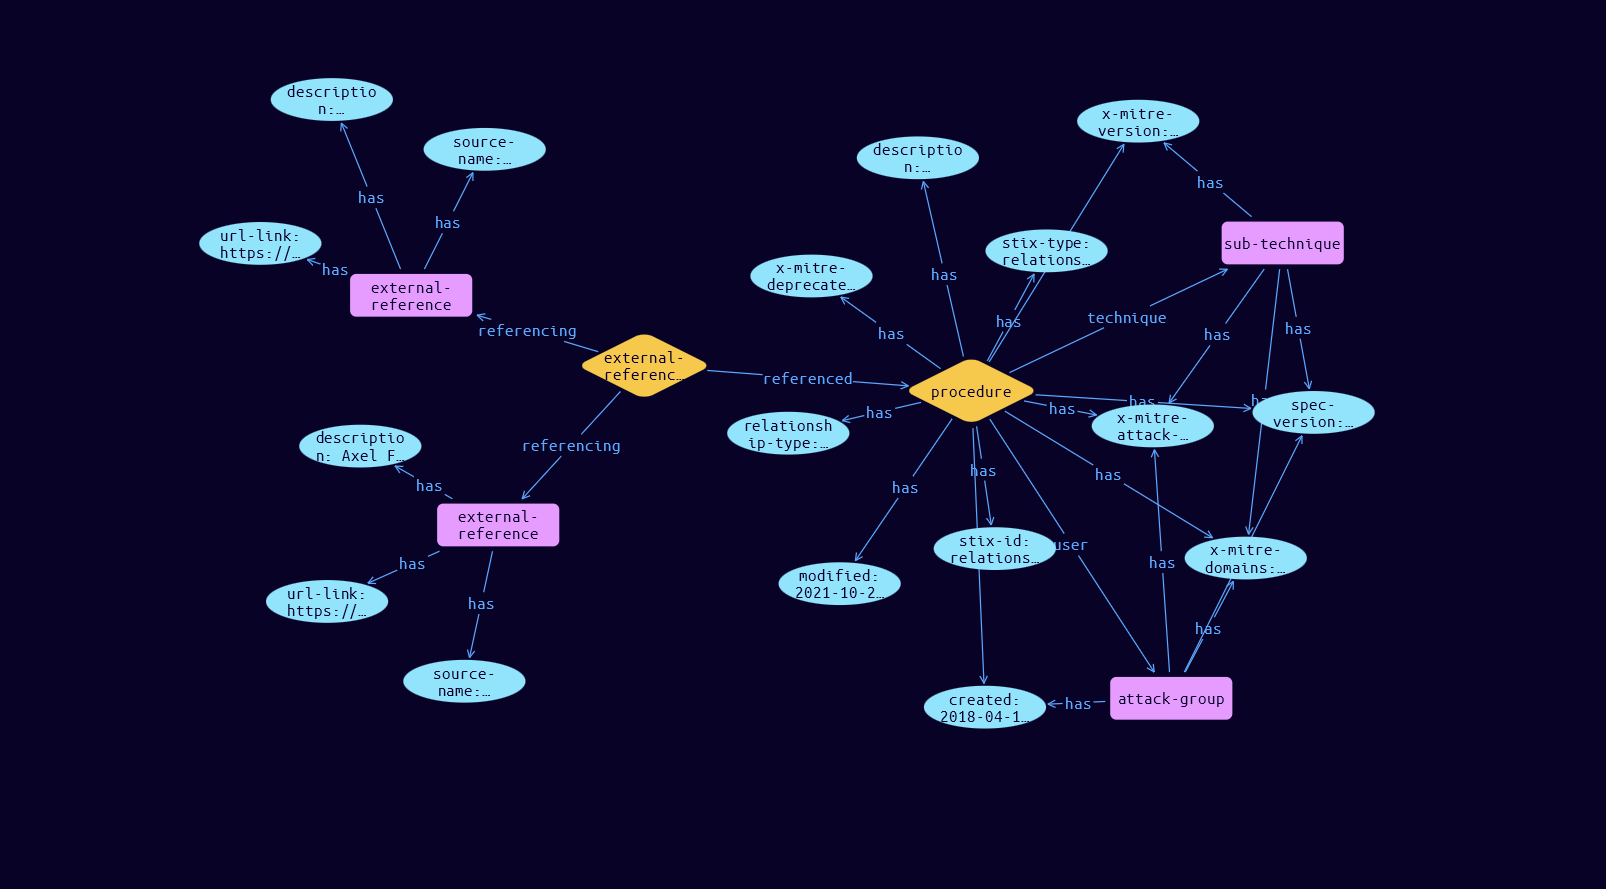 descriptio
n:…
source-
name:…
url-link:
https://…
has
has
has
external-
reference
referencing
external-
referenc…
referenced
referencing
descriptio
n: Axel F…
has
external-
reference
has
url-link:
https://…
has
source-
name:…
x-mitre-
version:…
descriptio
n:…
has
sub-technique
stix-type:
relations…
x-mitre-
deprecate…
has
has
has
technique
has
has
procedure
has
has
has
relationsh
ip-type:…
has
x-mitre-
attack-…
spec-
version:…
has
has
has
stix-id:
relations…
user
x-mitre-
domains:…
has
modified:
2021-10-2…
has
created:
2018-04-1…
has
attack-group